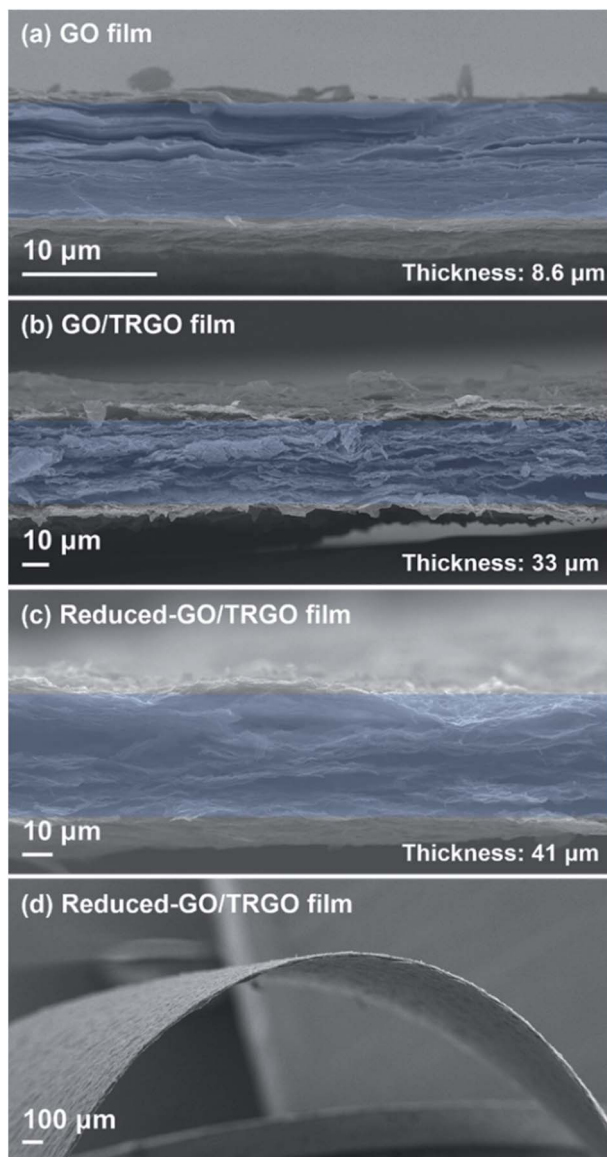 (a) GO film
10 µm
Thickness: 8.6 µm
(b) GO/TRGO film
10 µm
Thickness: 33 µm
(c) Reduced-GO/TRGO film
10 µm
Thickness: 41 µm
(d) Reduced-GO/TRGO film
100 µm